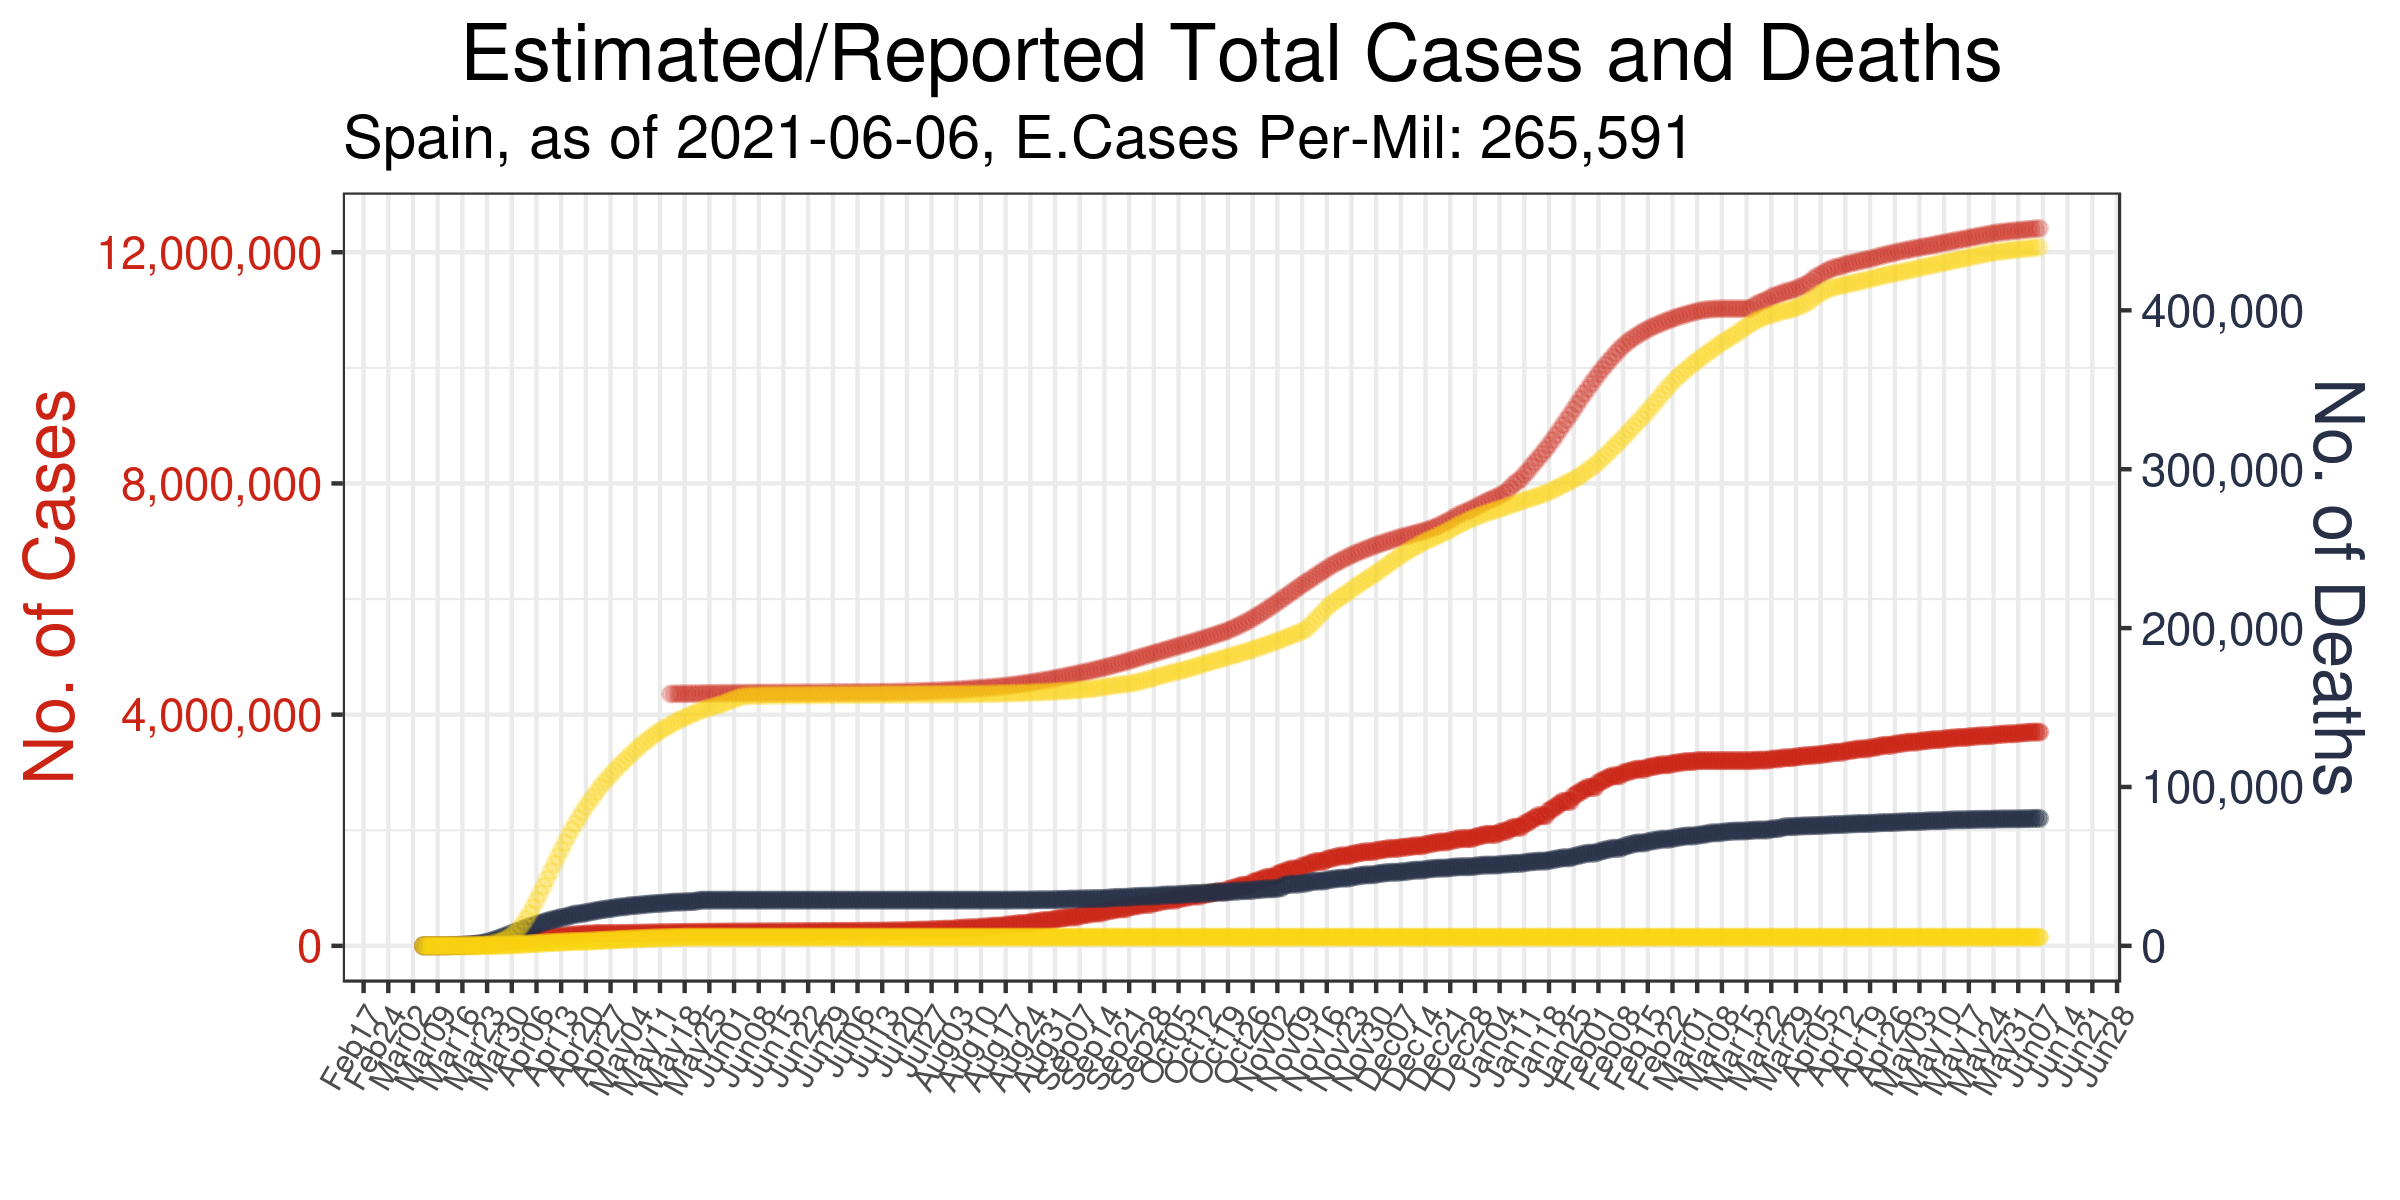 Estimated/Reported Total Cases and Deaths
Spain, as of 2021-06-06, E.Cases Per-Mil: 265,591
No. of Cases
12,000,000
8,000,000
4,000,000
0
No. of Deaths
400,000
300,000
200,000
100,000
0
Feb17
Feb24
Mar02
Mar09
Mar16
Mar23
Mar30
Apr06
Apr13
Apr20
Apr27
May04
May11
May18
May25
Jun01
Jun08
Jun15
Jun22
Jun29
Jul06
Jul13
Jul20
Jul27
Aug03
Aug10
Aug17
Aug24
Aug31
Sep07
Sep14
Sep21
Sep28
Oct05
Oct12
Oct19
Oct26
Nov02
Nov09
Nov16
Nov23
Nov30
Dec07
Dec14
Dec21
Dec28
Jan04
Jan11
Jan18
Jan25
Feb01
Feb08
Feb15
Feb22
Mar01
Mar08
Mar15
Mar22
Mar29
Apr05
Apr12
Apr19
Apr26
May03
May10
May17
May24
May31
Jun07
Jun14
Jun21
Jun28